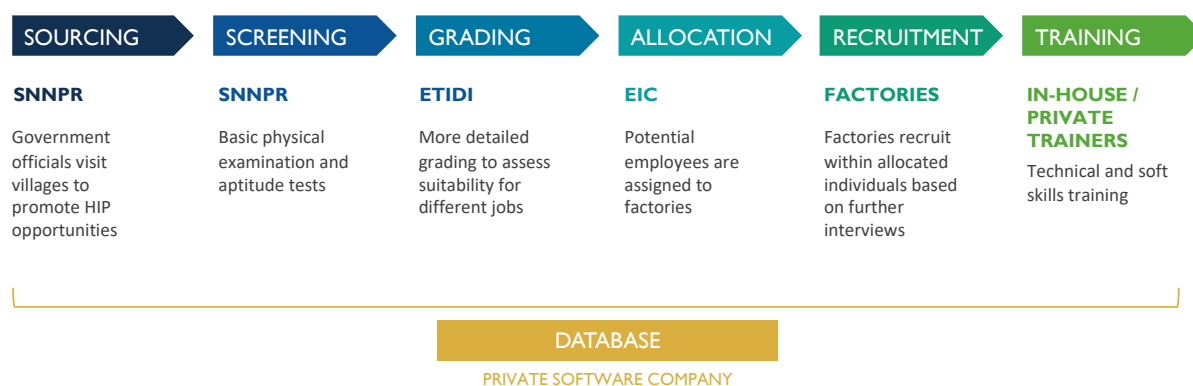 SOURCING
SCREENING
GRADING
ALLOCATION
RECRUITMENT
TRAINING
SNNPR
Government
officials visit
villages to
promote HIP
opportunities
SNNPR
Basic physical
examination and
aptitude tests
ETIDI
More detailed
grading to assess
suitability for
different jobs
EIC
Potential
employees are
assigned to
factories
FACTORIES
Factories recruit
within allocated
individuals based
on further
interviews
IN-HOUSE /
PRIVATE
TRAINERS
Technical and soft
skills training
DATABASE
PRIVATE SOFTWARE COMPANY